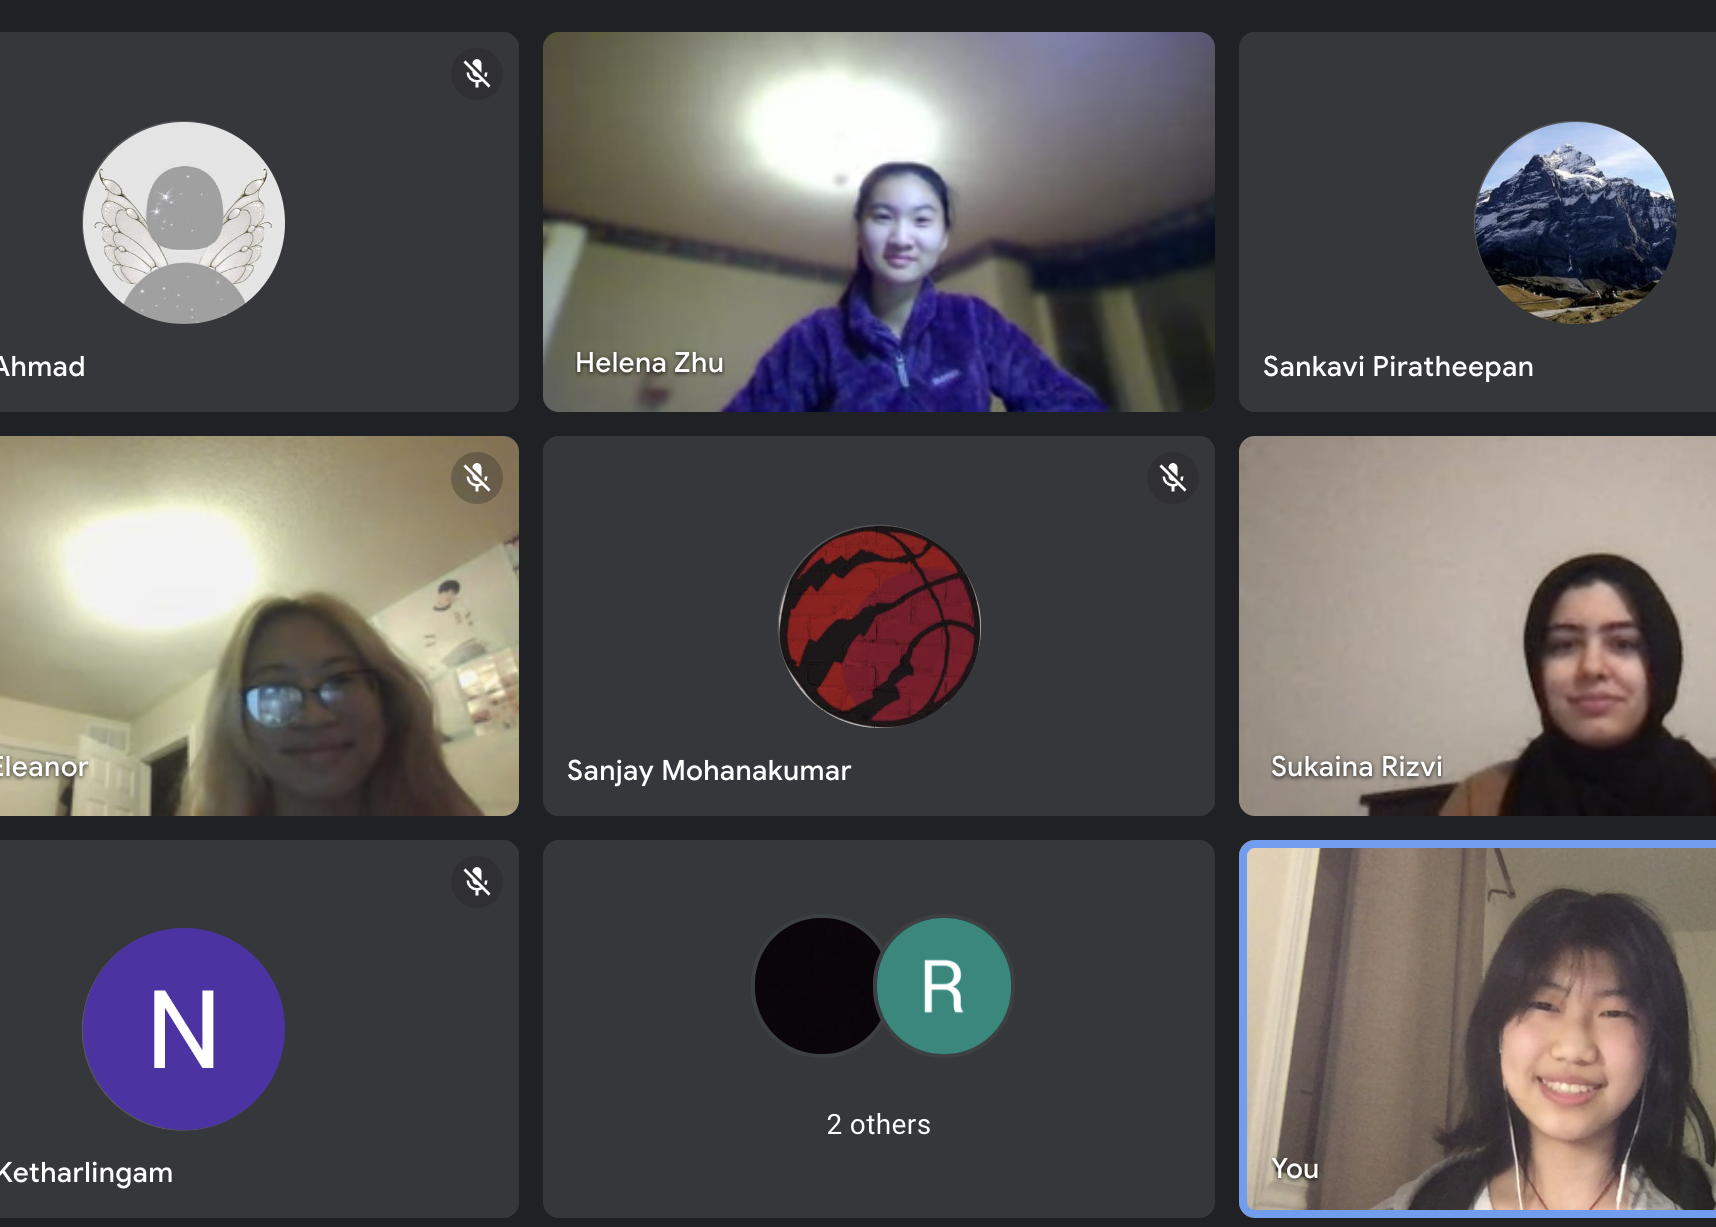 Ahmad
Helena Zhu
Sankavi Piratheepan
Eleanor
Sanjay Mohanakumar
Sukaina Rizvi
N
Ketharlingam
R
2 others
You